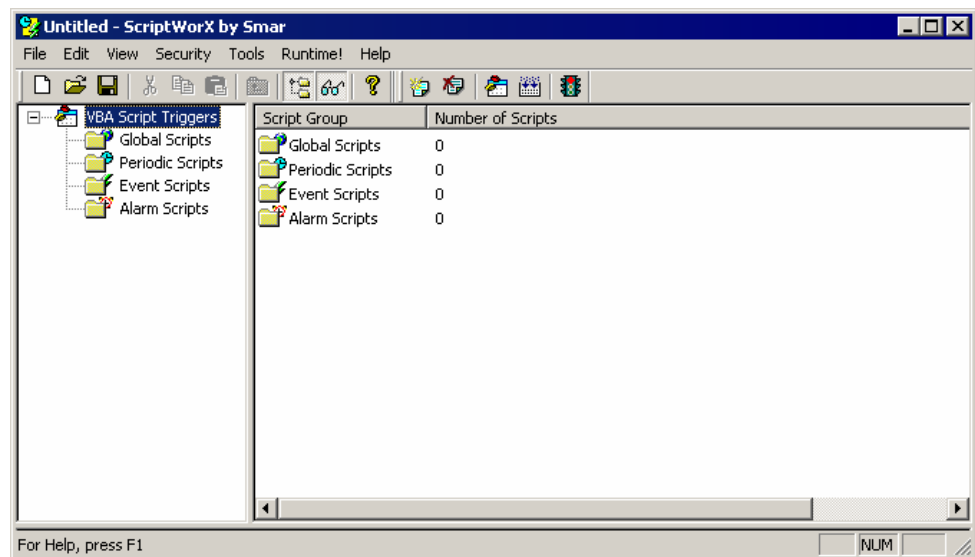 Untitled - ScriptWorX by Smar
File Edit View Security Tools Runtime! Help
VBA Script Triggers
Global Scripts
Periodic Scripts
Event Scripts
Alarm Scripts
Script Group Number of Scripts
Global Scripts 0
Periodic Scripts 0
Event Scripts 0
Alarm Scripts 0
For Help, press F1 NUM